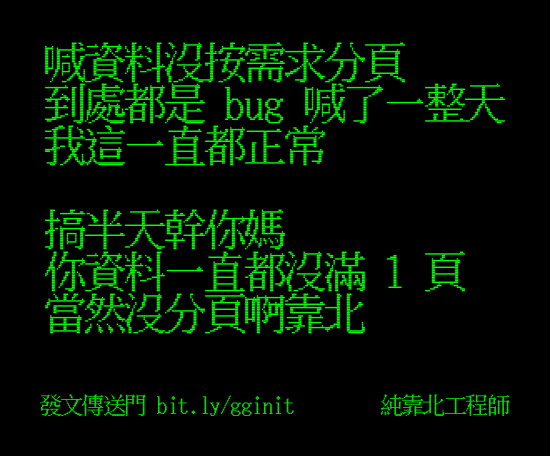 喊資料沒按需求分頁
到處都是 bug 喊了一整天
我這一直都正常
搞半天幹你媽
你資料一直都沒滿 1 頁
當然沒分頁啊靠北
發文傳送門 bit.ly/gginit
純靠北工程師